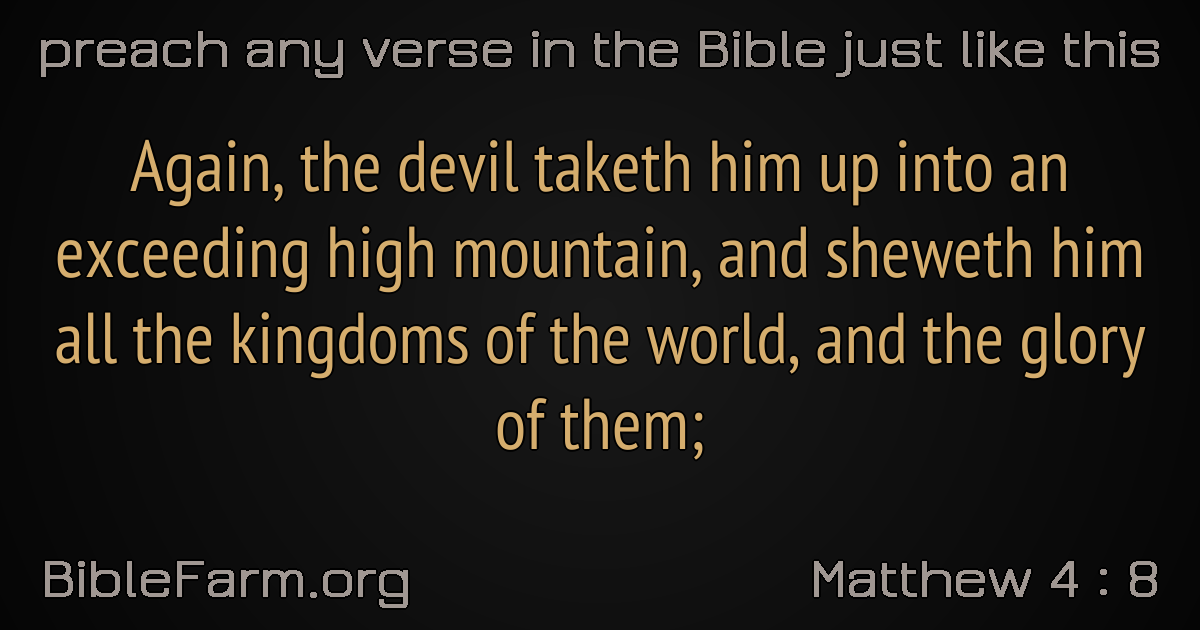 preach any verse in the Bible just like this
Again, the devil taketh him up into an
exceeding high mountain, and sheweth him
all the kingdoms of the world, and the glory
of them;
BibleFarm.org
Matthew 4 : 8